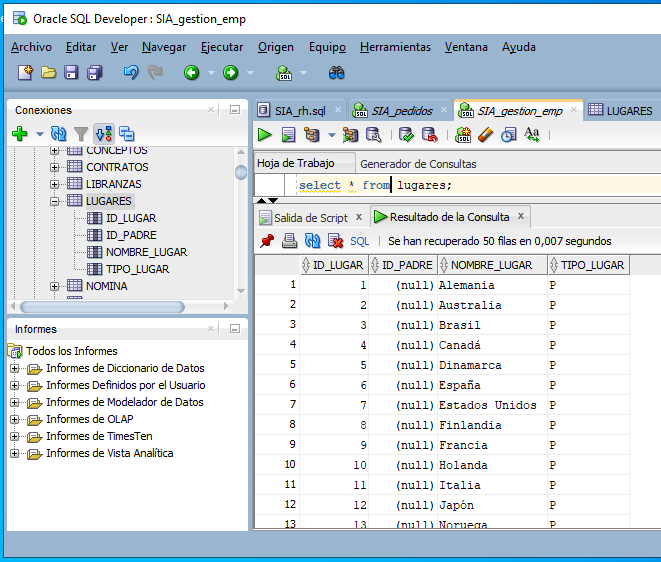 Oracle SQL Developer : SIA_gestion_emp
Archivo Editar Ver Navegar Ejecutar Origen Equipo Herramientas Ventana Ayuda
Conexiones
CONCEPTOS
CONTRATOS
LIBRANZAS
LUGARES
ID_LUGAR
ID_PADRE
NOMBRE_LUGAR
TIPO_LUGAR
NOMINA
Informes
Todos los Informes
Informes de Diccionario de Datos
Informes Definidos por el Usuario
Informes de Modelador de Datos
Informes de OLAP
Informes de TimesTen
Informes de Vista Analítica
SIA_rh.sql SIA_pedidos SIA_gestion_emp LUGARES
Hoja de Trabajo Generador de Consultas
select * from lugares;
Salida de Script x Resultado de la Consulta x
SQL Se han recuperado 50 filas en 0,007 segundos
ID_LUGAR ID_PADRE NOMBRE_LUGAR TIPO_LUGAR
1 1 (null) Alemania P
2 2 (null) Australia P
3 3 (null) Brasil P
4 4 (null) Canadá P
5 5 (null) Dinamarca P
6 6 (null) España P
7 7 (null) Estados Unidos P
8 8 (null) Finlandia P
9 9 (null) Francia P
10 10 (null) Holanda P
11 11 (null) Italia P
12 12 (null) Japón P
13 13 (null) Noruega P